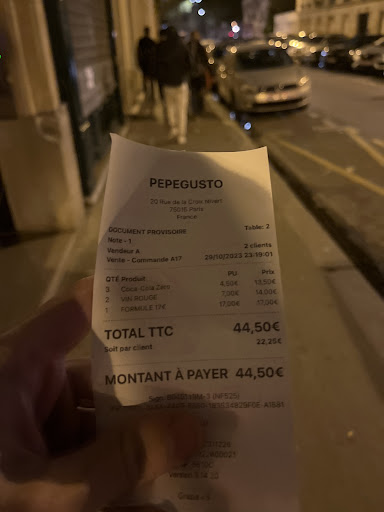 PEPEGUSTO
20 Rue de la Croix Nivert
75015 Paris
France
DOCUMENT PROVISOIRE Table: 2
Note - 1 2 clients
Vendeur A. 28/10/2023 23:19:01
Vente - Commande A17
QTÉ Produit PU Prix
3 Coca Cola Zero 4,50€ 13,50€
2 VIN ROUGE 7,00€ 14,00€
1 FORMULE 17€ 17,00€ 17,00€
TOTAL TTC 44,50€
Soit par client 22,25€
MONTANT À PAYER 44,50€